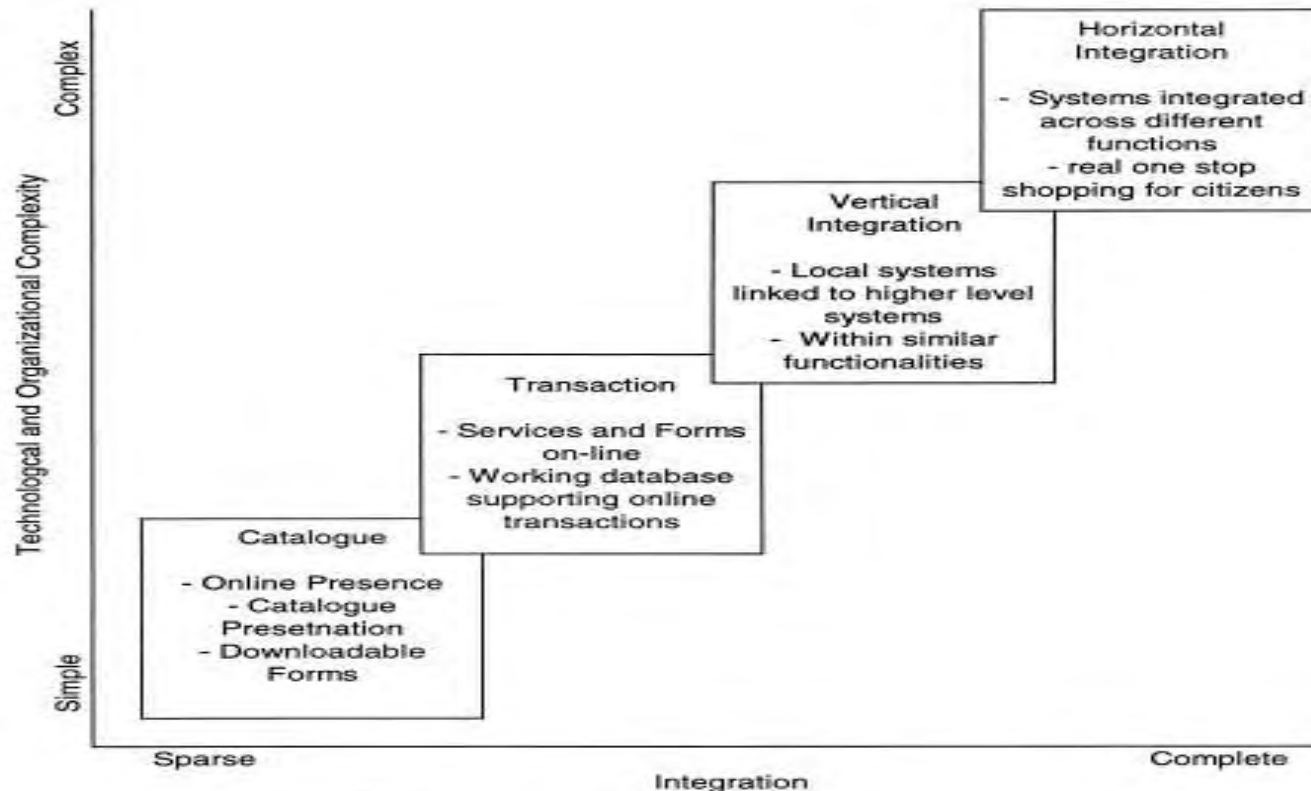 Technologcal and Organizational Complexity
Complex
Simple
Horizontal
Integration
- Systems integrated
across different
functions
- real one stop
shopping for citizens
Vertical
Integration
- Local systems
linked to higher level
systems
- Within similar
functionalities
Transaction
- Services and Forms
on-line
- Working database
supporting online
transactions
Catalogue
- Online Presence
- Catalogue
Presetnation
- Downloadable
Forms
Sparse
Complete
Integration